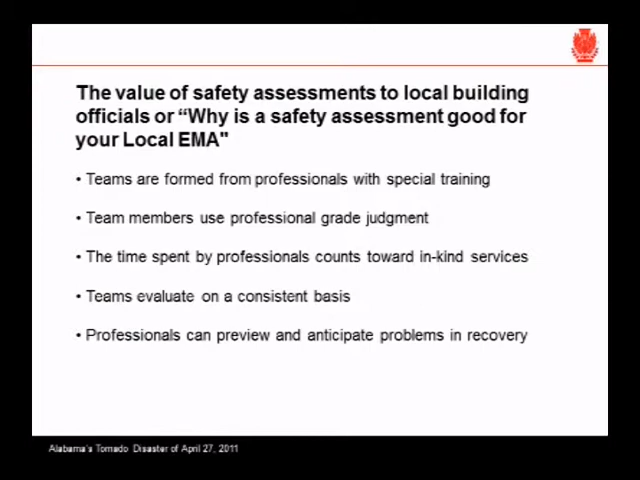 The value of safety assessments to local building
officials or “Why is a safety assessment good for
your Local EMA"
• Teams are formed from professionals with special training
• Team members use professional grade judgment
• The time spent by professionals counts toward in-kind services
• Teams evaluate on a consistent basis
• Professionals can preview and anticipate problems in recovery
Alabama's Tornado Disaster of April 27, 2011